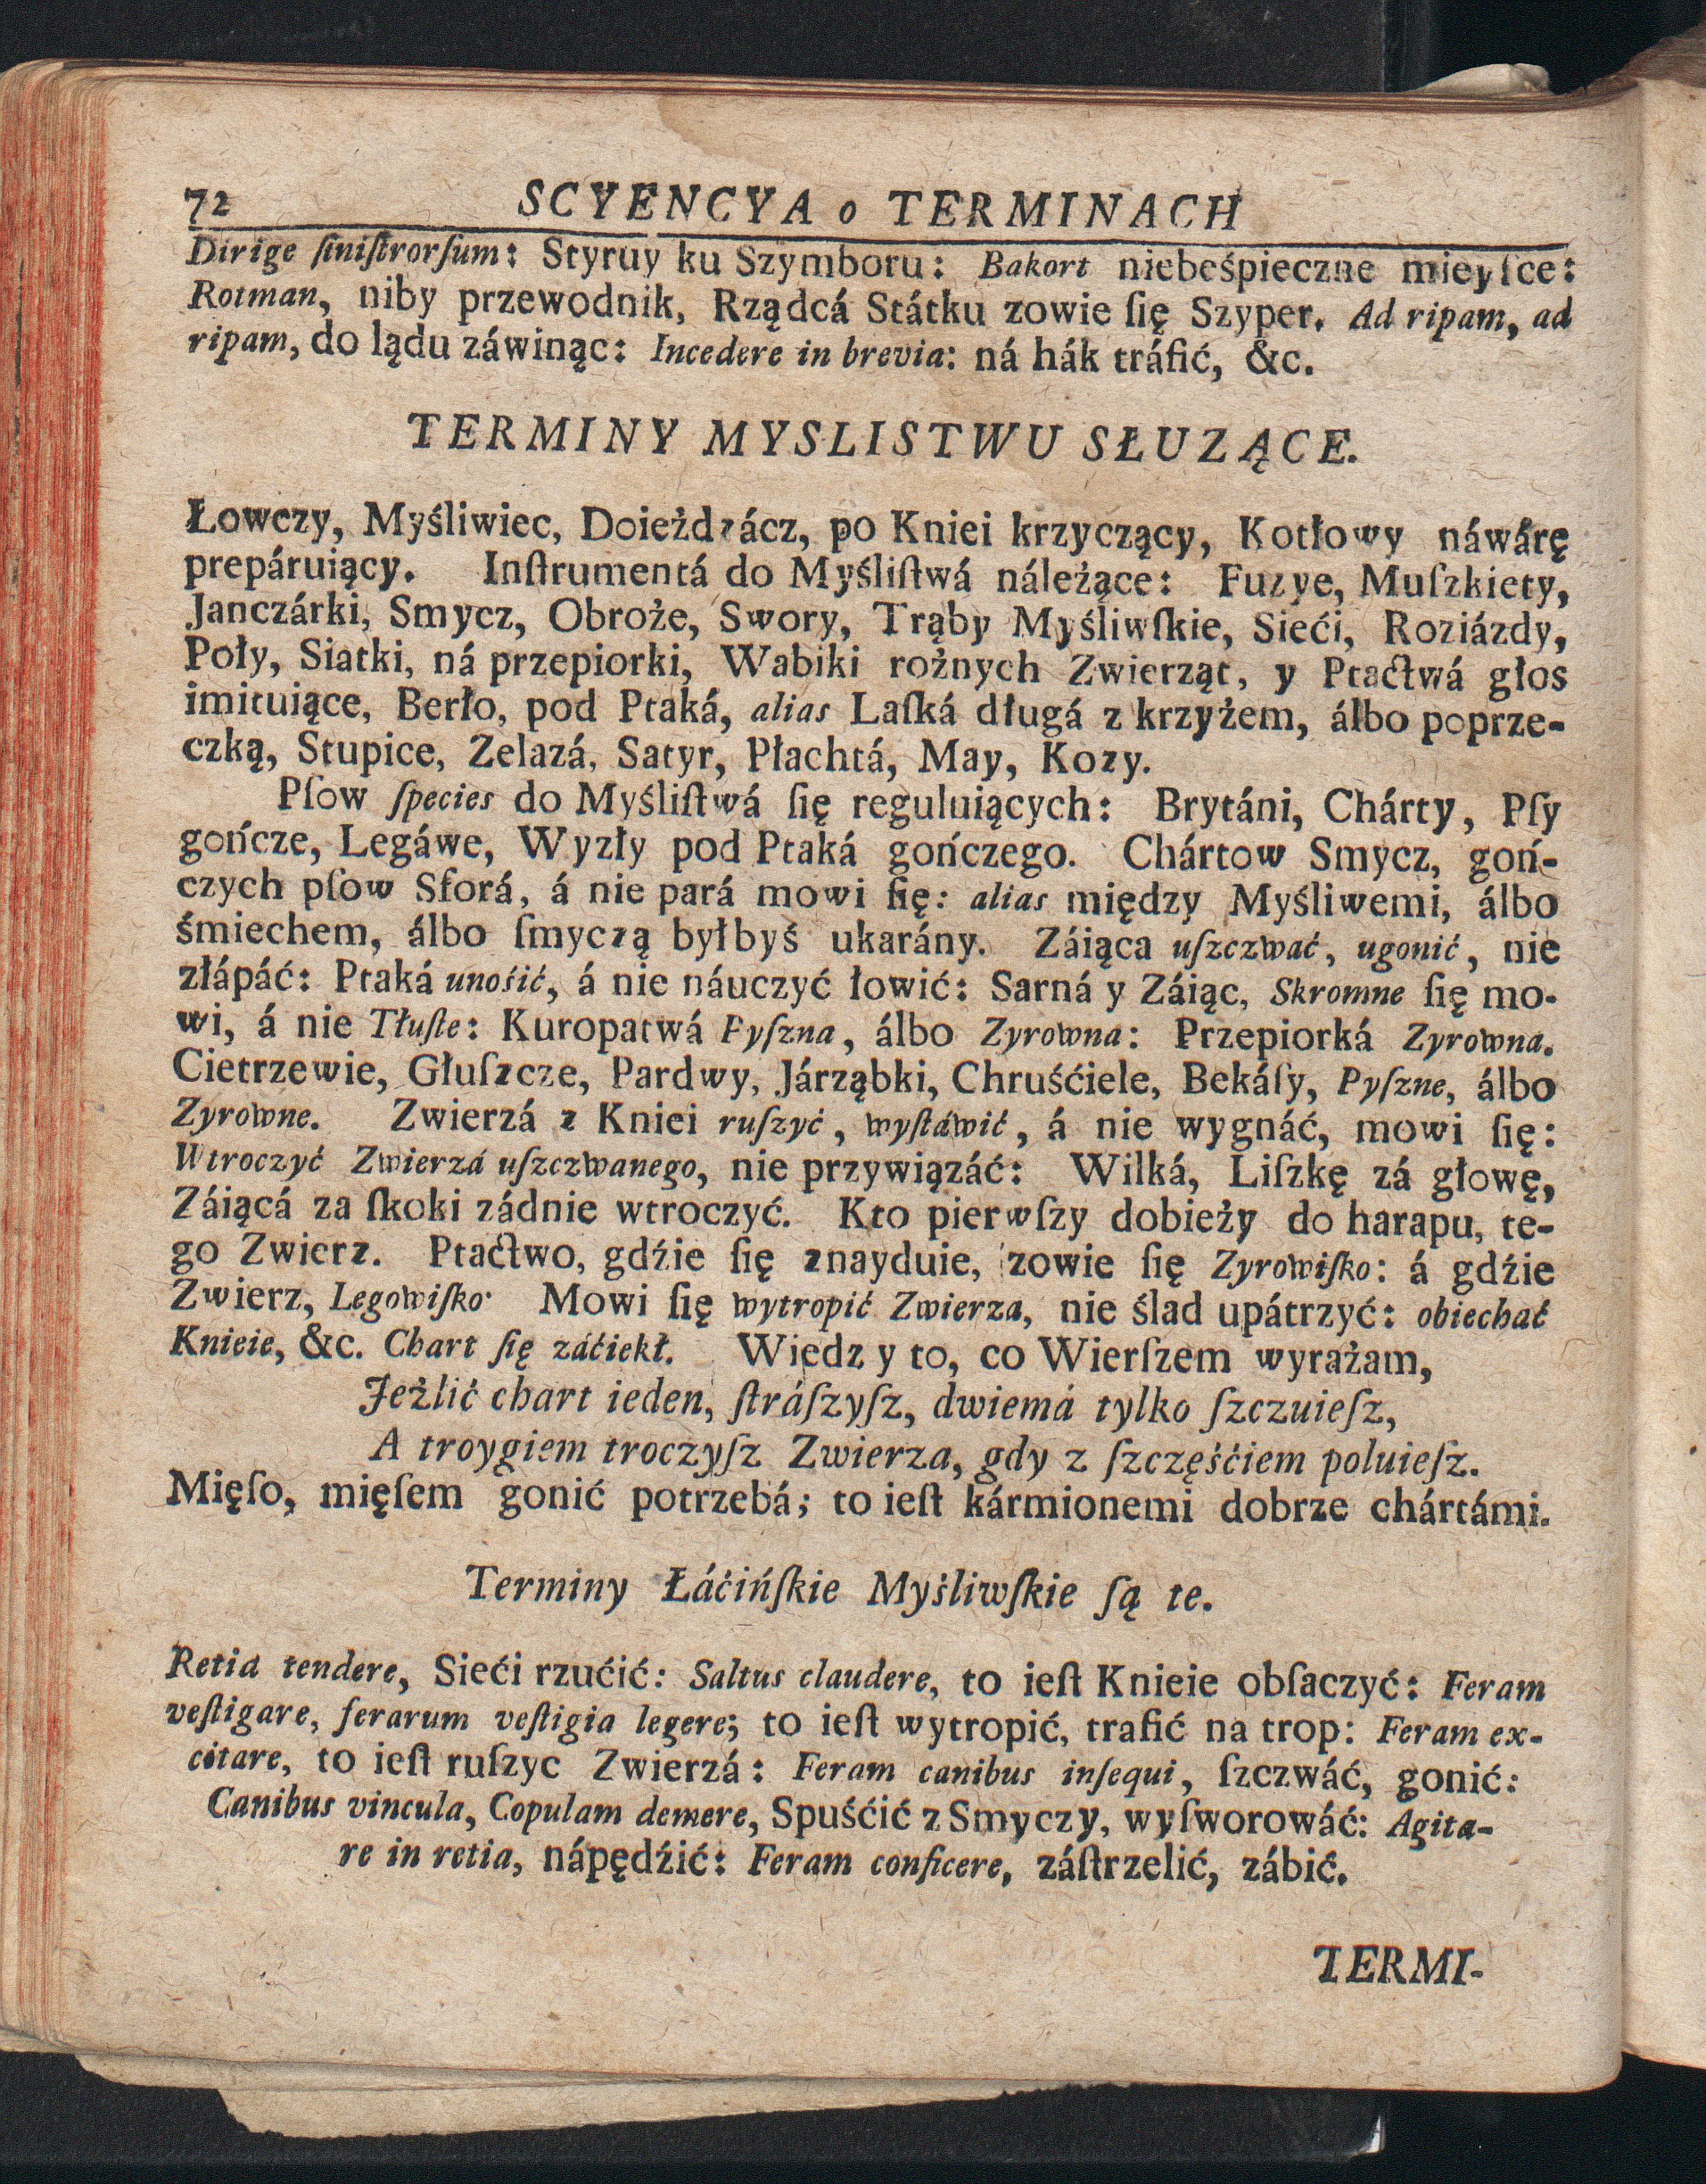 72 SCYENCYA o TERMINACH
Dirige ſiniſtrorſum: Styruy ku Szymboru: Bakort niebeśpieczne mieyſce:
Rotman, niby przewodnik, Rządcá Státku zowie ſię Szyper. Ad ripam, ad
ripam, do lądu záwinąc: Incedere in brevia: ná hák tráfić, &c.
TERMINY MYSLISTWU SŁUZĄCE.
Łowczy, Myśliwiec, Doieżdzácz, po Kniei krzyczący, Kotłowy náwárę
prepáruiący. Inſtrumentá do Myśliſtwá náleżące: Fuzye, Muſzkiety,
Janczárki, Smycz, Obroże, Swory, Trąby Myśliwſkie, Sieći, Roziázdy,
Poły, Siatki, ná przepiorki, Wabiki rożnych Zwierząt, y Ptactwá głos
imituiące, Berło, pod Ptaká, alias Laſká długá z krzyżem, álbo poprze-
czką, Stupice, Zelazá, Satyr, Płachtá, May, Kozy.
Pſow ſpecies do Myśliſtwá ſię reguluiących: Brytáni, Chárty, Pſy
gończe, Legáwe, Wyzły pod Ptaká gończego. Chártow Smycz, goń-
czych pſow Sforá, á nie pará mowi ſię: alias między Myśliwemi, álbo
śmiechem, álbo ſmyczą byłbyś ukarány. Záiąca uſzczwać, ugonić, nie
złápáć: Ptaká unośić, á nie náuczyć łowić: Sarná y Záiąc, Skromne ſię mo-
wi, á nie Tłuſte: Kuropatwá Pyſzna, álbo Zyrowna: Przepiorká Zyrowna.
Cietrzewie, Głuſzcze, Pardwy, Járząbki, Chruśćiele, Bekáſy, Pyſzne, álbo
Zyrowne. Zwierzá z Kniei ruſzyć, wyſtáwić, á nie wygnáć, mowi ſię:
Wtroczyć Zwierzá uſzczwanego, nie przywiązáć: Wilká, Liſzkę zá głowę,
Záiącá za ſkoki zádnie wtroczyć. Kto pierwſzy dobieży do harapu, te-
go Zwierz. Ptactwo, gdźie ſię znayduie, zowie ſię Zyrowiſko: á gdźie
Zwierz, Legowiſko· Mowi ſię wytropić Zwierza, nie ślad upátrzyć: obiechać
Knieie, &c. Chart ſię záćiekł. Wiedz y to, co Wierſzem wyrażam,
Jeżlić chart ieden, ſtráſzyſz, dwiemá tylko ſzczuieſz,
A troygiem troczyſz Zwierza, gdy z ſzczęśćiem poluieſz.
Mięſo, mięſem gonić potrzebá; to ieſt kármionemi dobrze chártámi.
Terminy Łáćińſkie Myśliwſkie ſą te.
Retia tendere, Sieći rzućić: Saltus claudere, to ieſt Knieie obſaczyć: Feram
veſtigare, ferarum veſtigia legere; to ieſt wytropić, trafić na trop: Feram ex-
citare, to ieſt ruſzyc Zwierzá: Feram canibus inſequi, ſzczwáć, gonić:
Canibus vincula, Copulam demere, Spuśćić z Smyczy, wyſworowáć: Agita-
re in retia, nápędźić: Feram conficere, záſtrzelić, zábić.
TERMI-